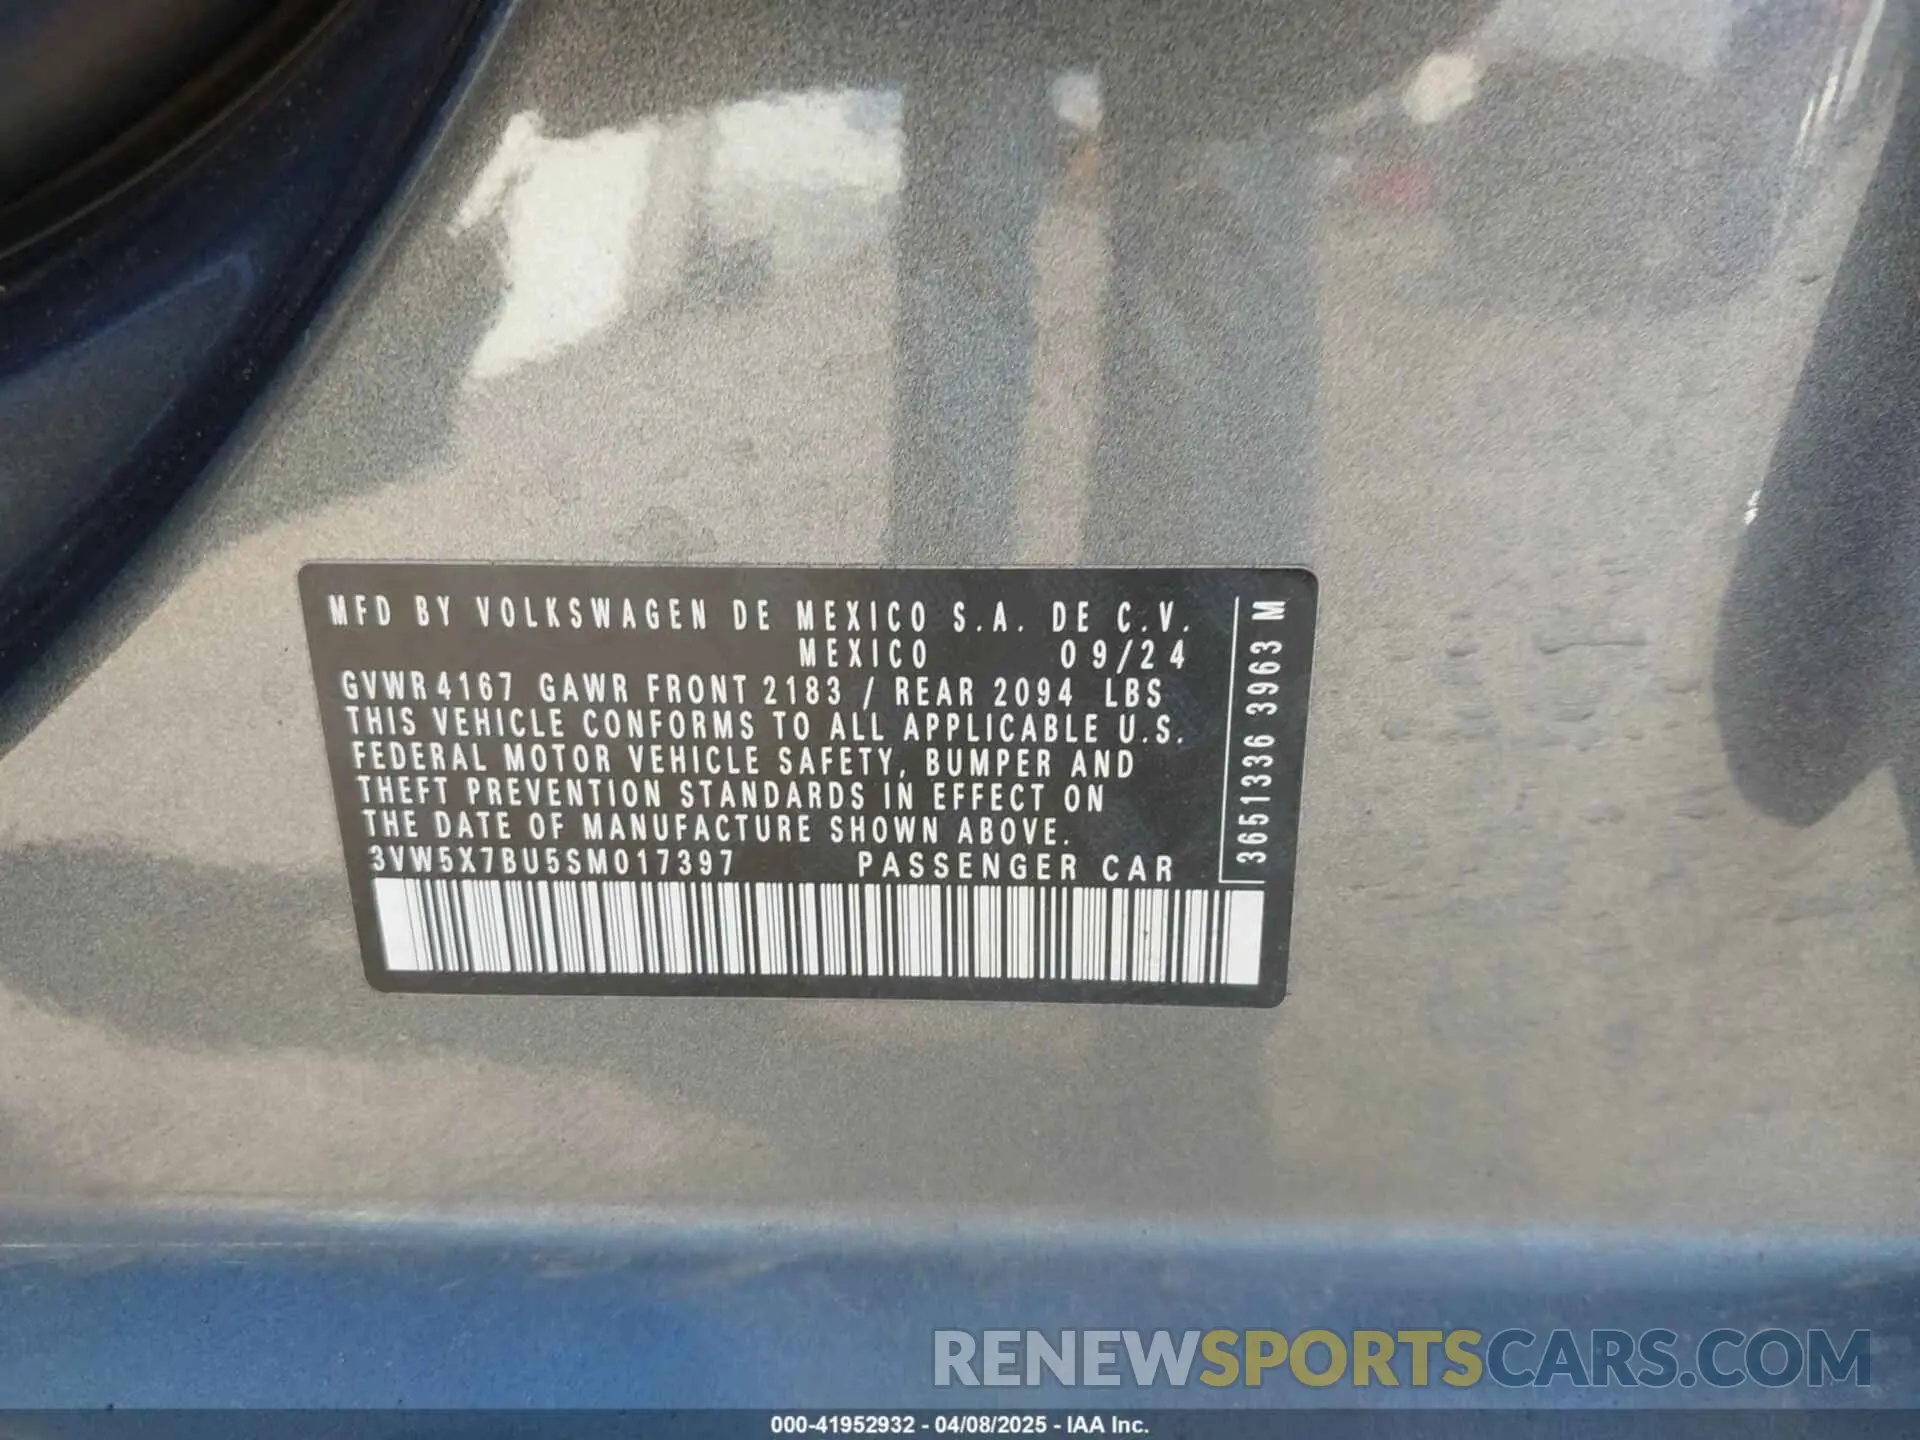 MFD BY VOLKSWAGEN DE MEXICO S.A. DE C.V.
MEXICO 09/24
GVWR 4167 GAWR FRONT 2183 / REAR 2094 LBS
THIS VEHICLE CONFORMS TO ALL APPLICABLE U.S.
FEDERAL MOTOR VEHICLE SAFETY, BUMPER AND
THEFT PREVENTION STANDARDS IN EFFECT ON
THE DATE OF MANUFACTURE SHOWN ABOVE.
3VW5X7BU5SM017397 PASSENGER CAR
3651336 3963 M
RENEWSPORTSCARS.COM
000-41952932 - 04/08/2025 - IAA Inc.